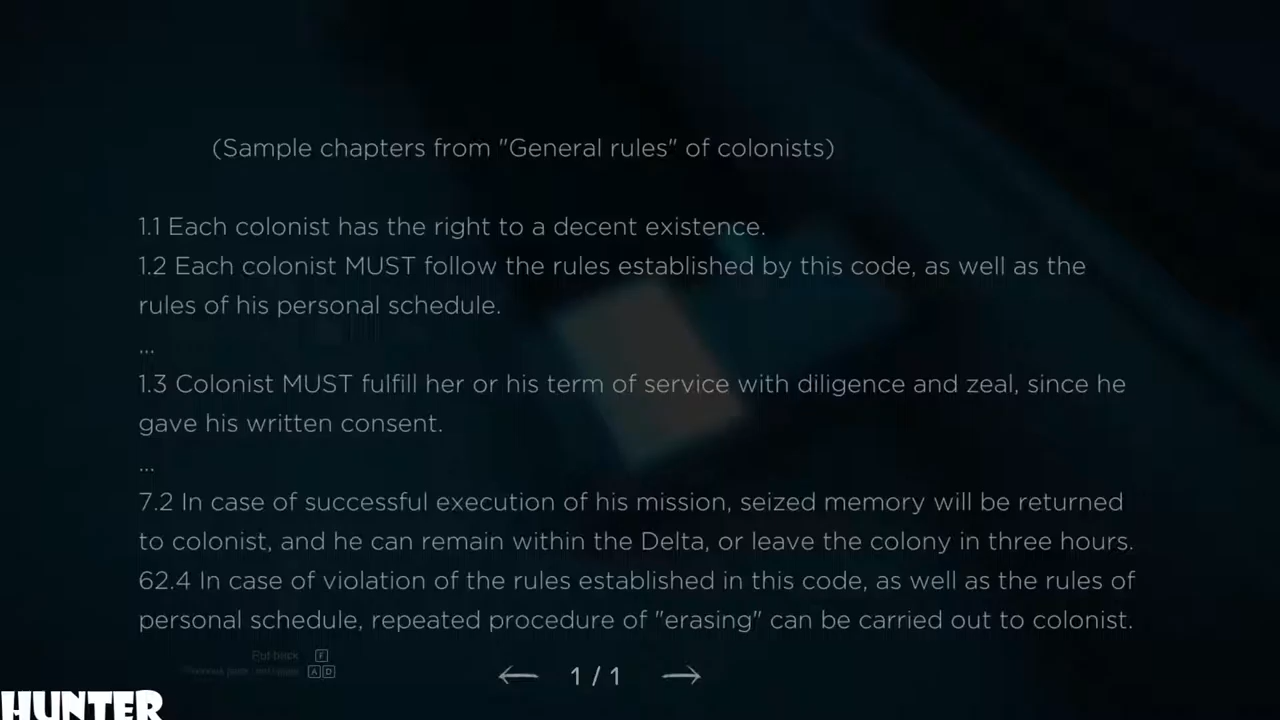 (Sample chapters from "General rules" of colonists)
1.1 Each colonist has the right to a decent existence.
1.2 Each colonist MUST follow the rules established by this code, as well as the
rules of his personal schedule.
...
1.3 Colonist MUST fulfill her or his term of service with diligence and zeal, since he
gave his written consent.
...
7.2 In case of successful execution of his mission, seized memory will be returned
to colonist, and he can remain within the Delta, or leave the colony in three hours.
62.4 In case of violation of the rules established in this code, as well as the rules of
personal schedule, repeated procedure of "erasing" can be carried out to colonist.
Put back F
A D
← 1 / 1 →
HUNTER